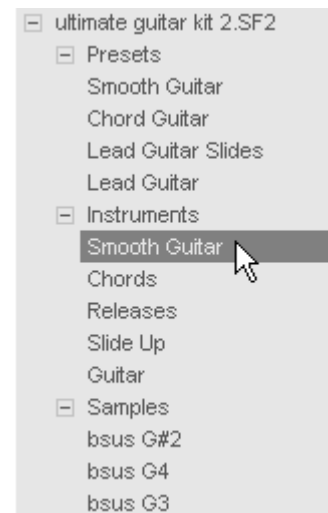 ultimate guitar kit 2.SF2
Presets
Smooth Guitar
Chord Guitar
Lead Guitar Slides
Lead Guitar
Instruments
Smooth Guitar
Chords
Releases
Slide Up
Guitar
Samples
bsus G#2
bsus G4
bsus G3